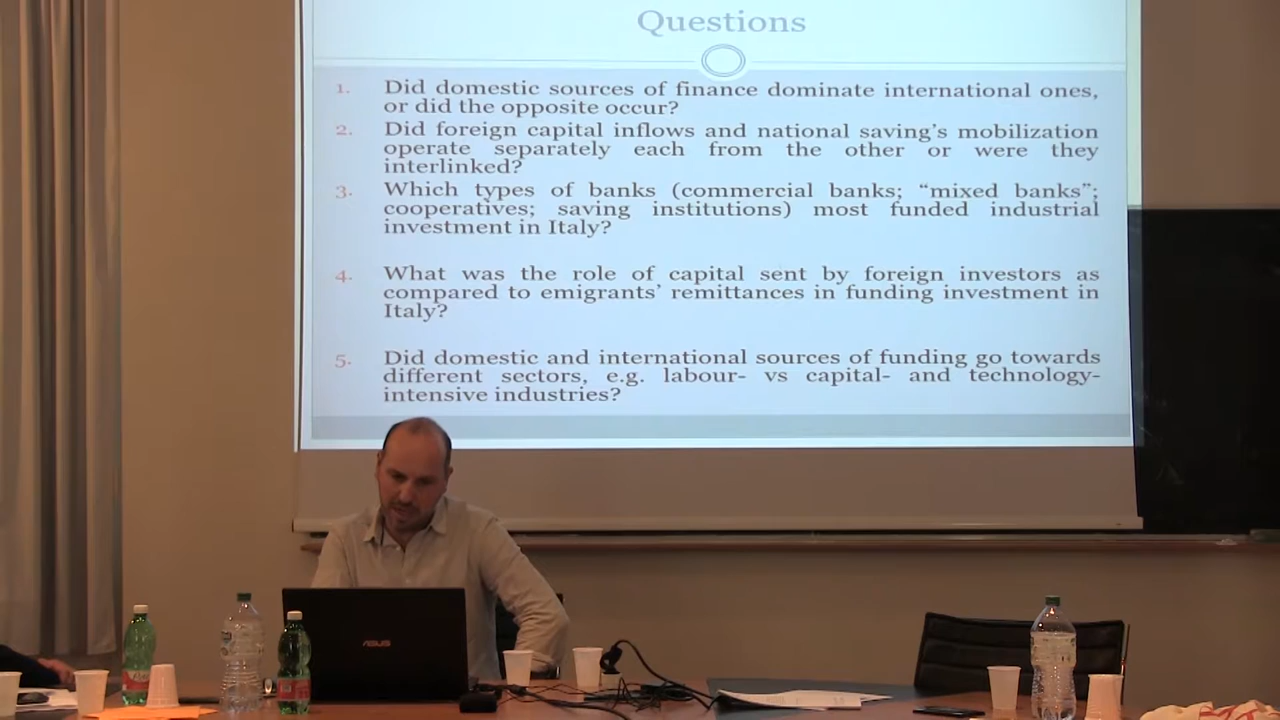 Questions
1. Did domestic sources of finance dominate international ones,
or did the opposite occur?
2. Did foreign capital inflows and national saving's mobilization
operate separately each from the other or were they
interlinked?
3. Which types of banks (commercial banks; “mixed banks”;
cooperatives; saving institutions) most funded industrial
investment in Italy?
4. What was the role of capital sent by foreign investors as
compared to emigrants’ remittances in funding investment in
Italy?
5. Did domestic and international sources of funding go towards
different sectors, e.g. labour- vs capital- and technology-
intensive industries?
ASUS